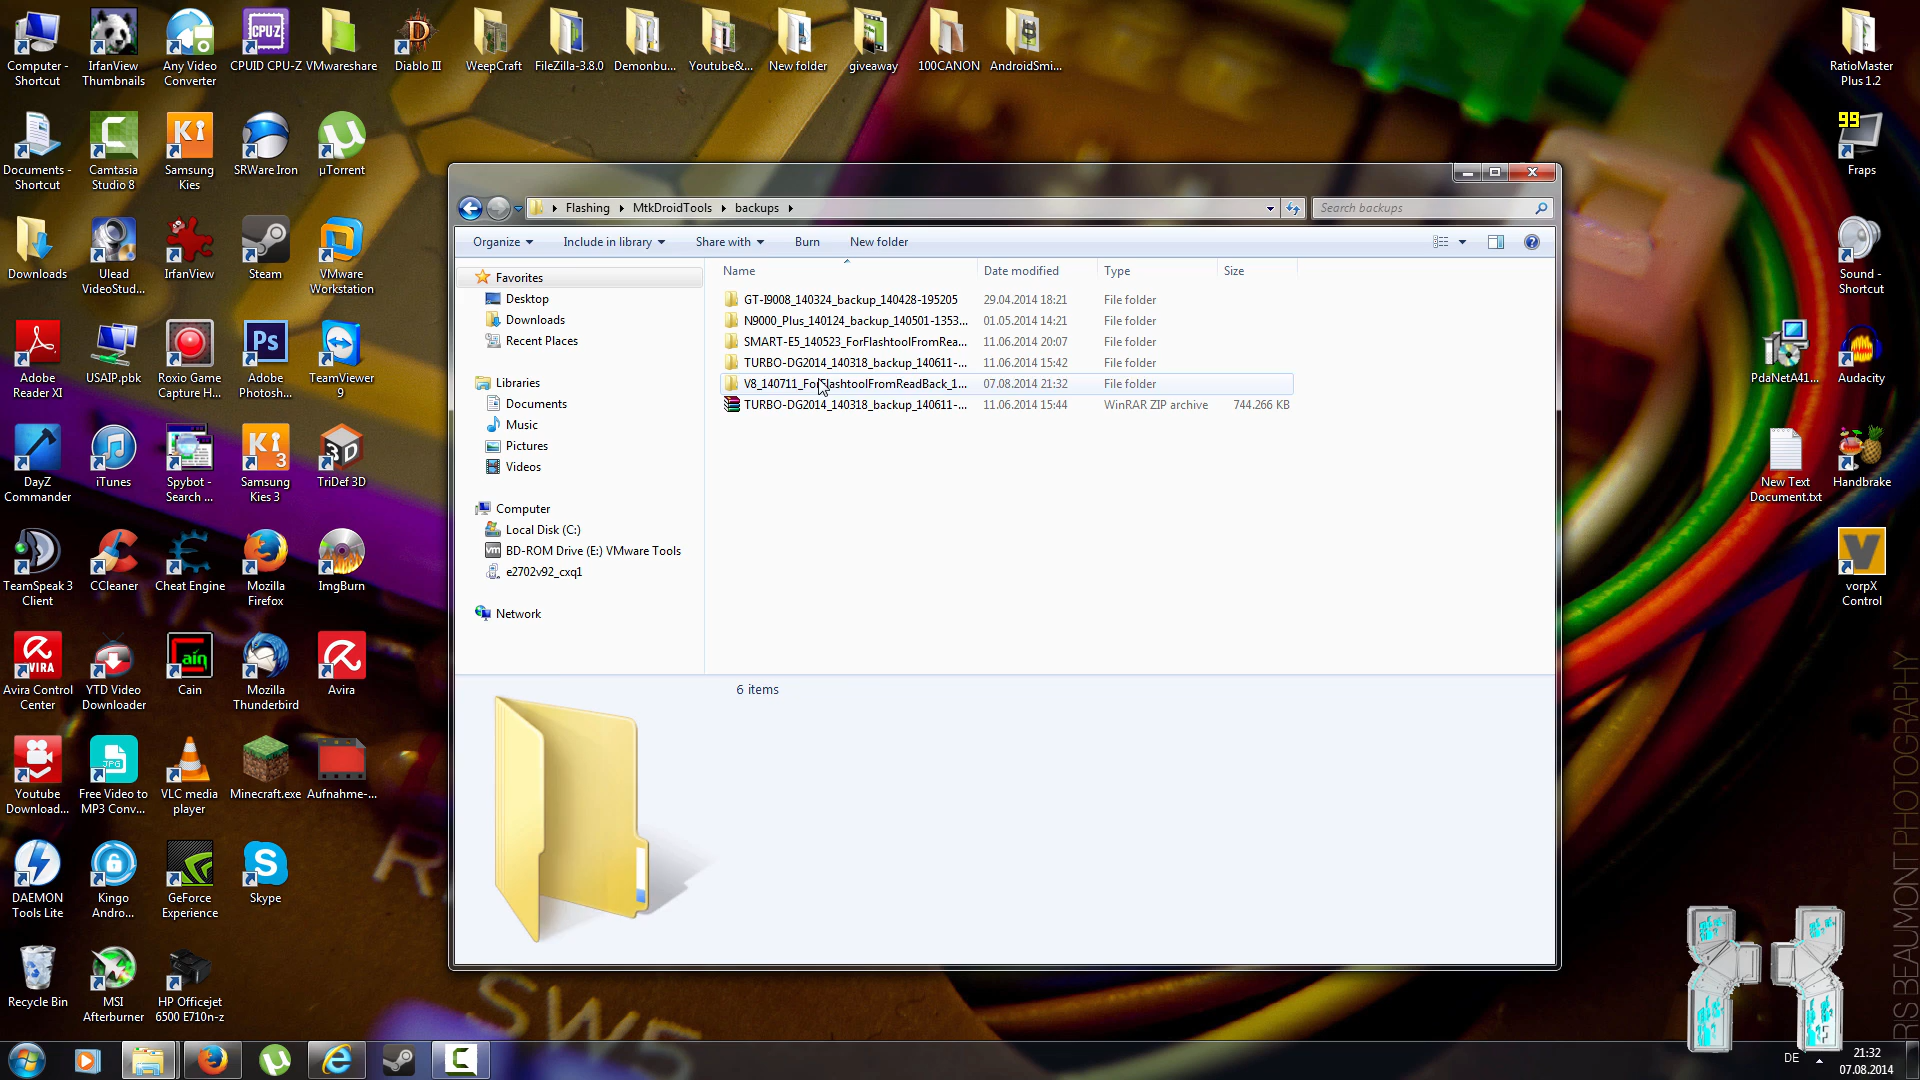 Computer -
Shortcut
IrfanView
Thumbnails
Any Video
Converter
CPUID CPU-Z
VMwareshare
Diablo III
WeepCraft
FileZilla-3.8.0
Demonbu...
Youtube&...
New folder
giveaway
100CANON
AndroidSmi...
RatioMaster
Plus 1.2
Documents -
Shortcut
Camtasia
Studio 8
Samsung
Kies
SRWare Iron
µTorrent
99
Fraps
Downloads
Ulead
VideoStud...
IrfanView
Steam
VMware
Workstation
Sound -
Shortcut
Adobe
Reader XI
USAIP.pbk
Roxio Game
Capture H...
Adobe
Photosh...
TeamViewer
9
PdaNetA41...
Audacity
DayZ
Commander
iTunes
Spybot -
Search ...
Samsung
Kies 3
TriDef 3D
New Text
Document.txt
Handbrake
TeamSpeak 3
Client
CCleaner
Cheat Engine
Mozilla
Firefox
ImgBurn
vorpX
Control
Avira Control
Center
YTD Video
Downloader
Cain
Mozilla
Thunderbird
Avira
Youtube
Download...
Free Video to
MP3 Conv...
VLC media
player
Minecraft.exe
Aufnahme-...
DAEMON
Tools Lite
Kingo
Andro...
GeForce
Experience
Skype
Recycle Bin
MSI
Afterburner
HP Officejet
6500 E710n-z
Flashing
MtkDroidTools
backups
Search backups
Organize
Include in library
Share with
Burn
New folder
Favorites
Desktop
Downloads
Recent Places
Libraries
Documents
Music
Pictures
Videos
Computer
Local Disk (C:)
BD-ROM Drive (E:) VMware Tools
e2702v92_cxq1
Network
Name Date modified Type Size
GT-I9008_140324_backup_140428-195205 29.04.2014 18:21 File folder
N9000_Plus_140124_backup_140501-1353... 01.05.2014 14:21 File folder
SMART-E5_140523_ForFlashtoolFromRea... 11.06.2014 20:07 File folder
TURBO-DG2014_140318_backup_140611-... 11.06.2014 15:42 File folder
V8_140711_ForFlashtoolFromReadBack_1... 07.08.2014 21:32 File folder
TURBO-DG2014_140318_backup_140611-... 11.06.2014 15:44 WinRAR ZIP archive 744.266 KB
6 items
RIS BEAUMONT PHOTOGRAPHY
DE
21:32
07.08.2014